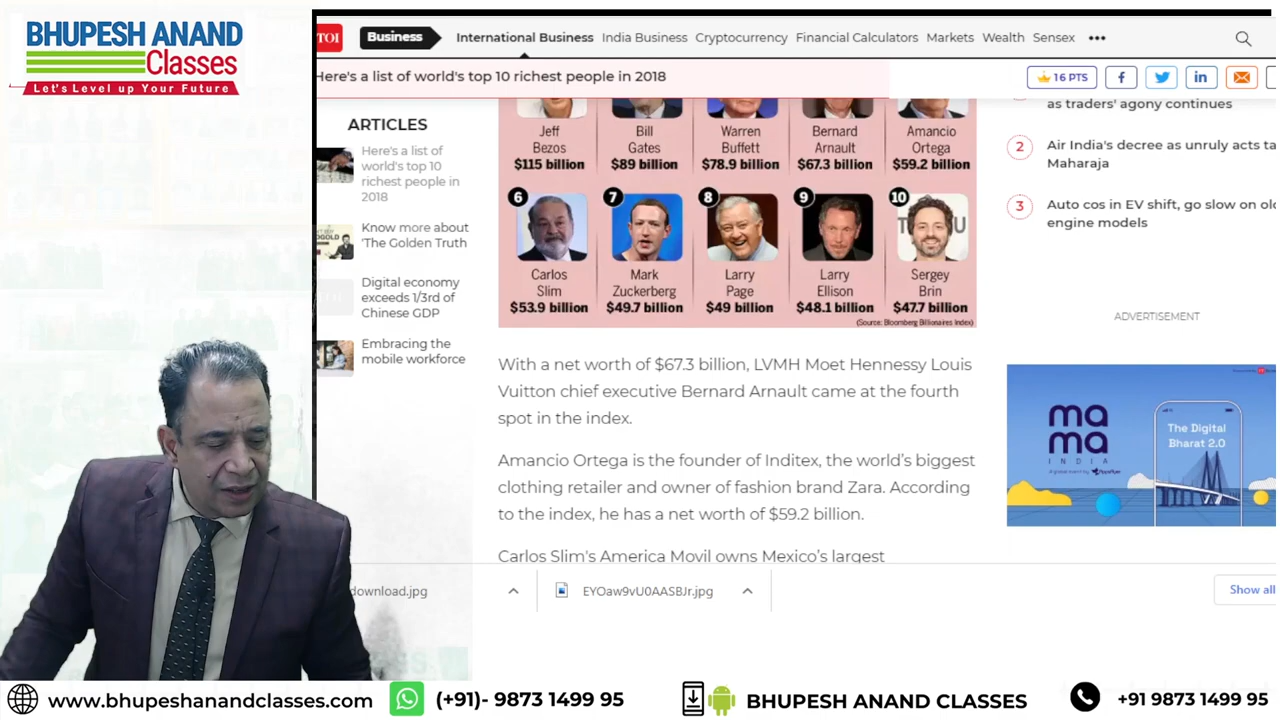 BHUPESH ANAND
Classes
Let's Level up Your Future
TOI
Business
International Business
India Business
Cryptocurrency
Financial Calculators
Markets
Wealth
Sensex
•••
Here's a list of world's top 10 richest people in 2018
16 PTS
f
in
ARTICLES
Here's a list of
world's top 10
richest people in
2018
Know more about
'The Golden Truth
Digital economy
exceeds 1/3rd of
Chinese GDP
Embracing the
mobile workforce
Jeff
Bezos
$115 billion
Bill
Gates
$89 billion
Warren
Buffett
$78.9 billion
Bernard
Arnault
$67.3 billion
Amancio
Ortega
$59.2 billion
6
Carlos
Slim
$53.9 billion
7
Mark
Zuckerberg
$49.7 billion
8
Larry
Page
$49 billion
9
Larry
Ellison
$48.1 billion
10
Sergey
Brin
$47.7 billion
(Source: Bloomberg Billionaires Index)
With a net worth of $67.3 billion, LVMH Moet Hennessy Louis
Vuitton chief executive Bernard Arnault came at the fourth
spot in the index.
Amancio Ortega is the founder of Inditex, the world's biggest
clothing retailer and owner of fashion brand Zara. According
to the index, he has a net worth of $59.2 billion.
Carlos Slim's America Movil owns Mexico's largest
as traders' agony continues
2
Air India's decree as unruly acts ta
Maharaja
3
Auto cos in EV shift, go slow on old
engine models
ADVERTISEMENT
ma
ma
INDIA
The Digital
Bharat 2.0
download.jpg
EYOaw9vU0AASBJr.jpg
Show all
www.bhupeshanandclasses.com
(+91)- 9873 1499 95
BHUPESH ANAND CLASSES
+91 9873 1499 95